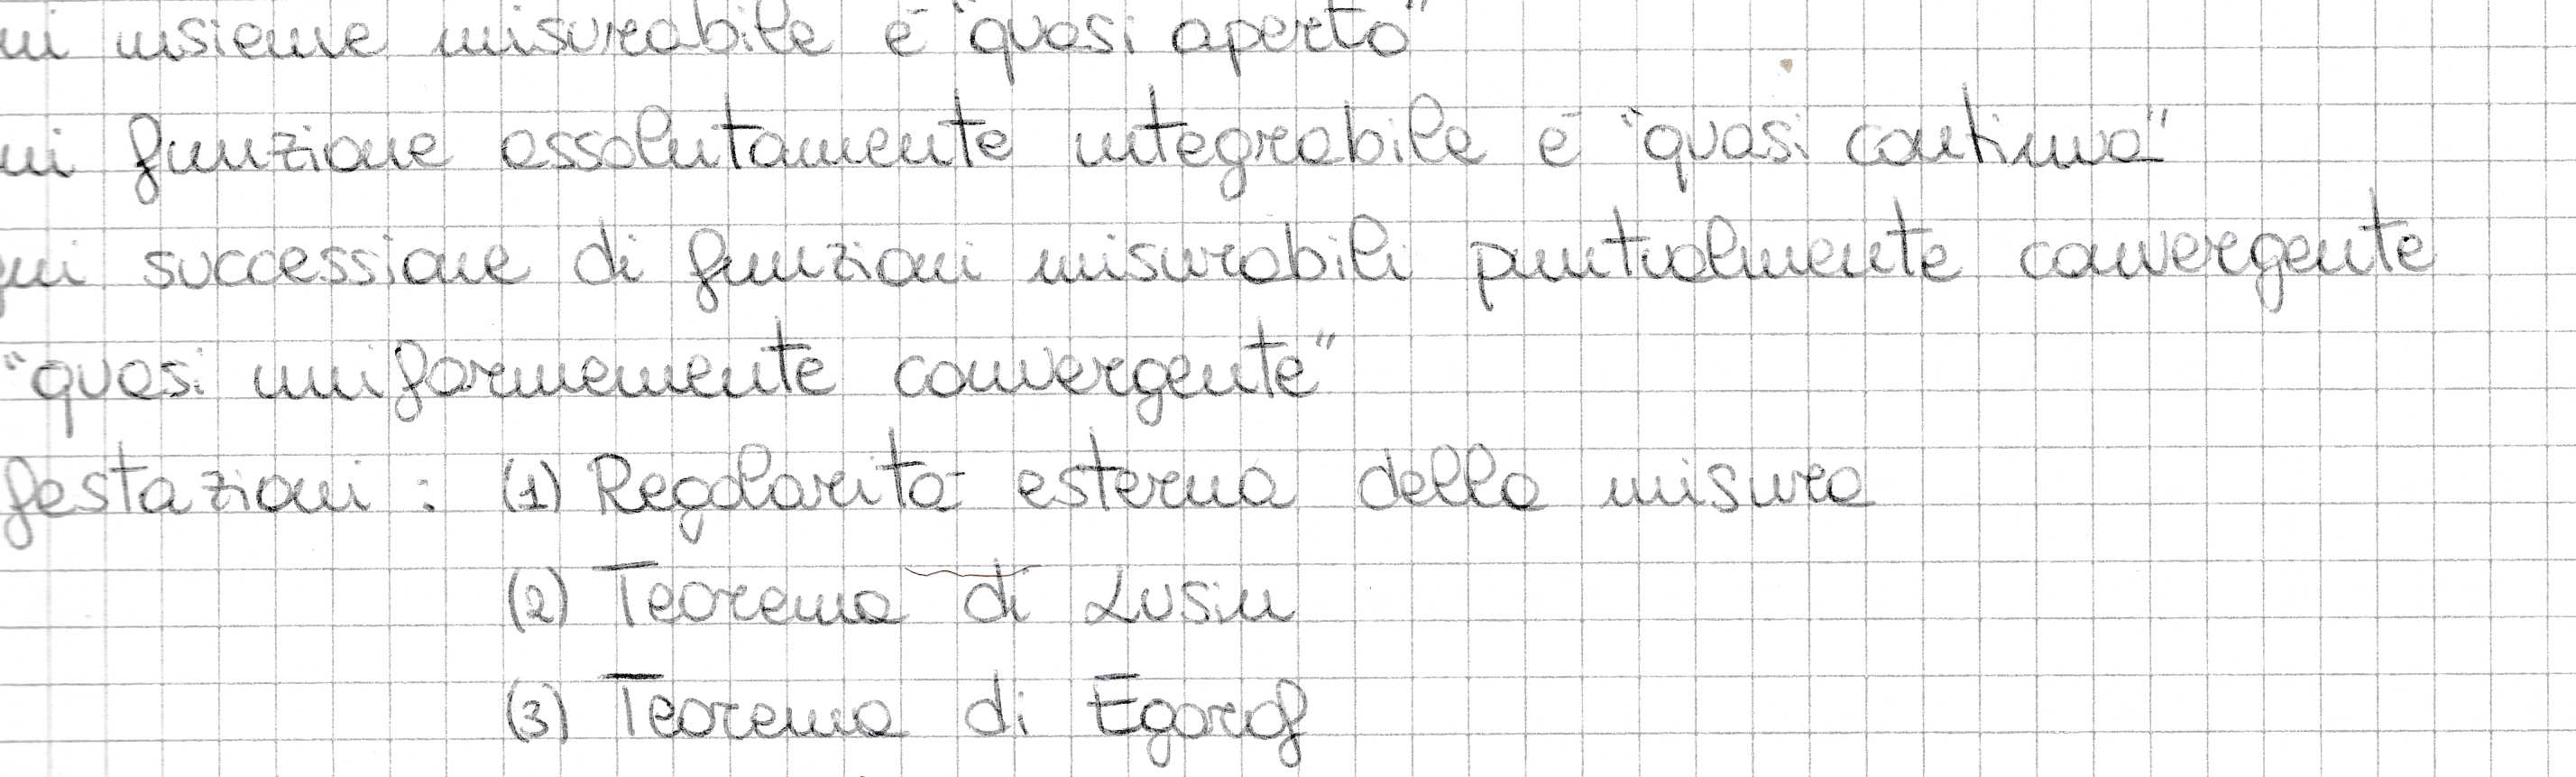 ni insieme misurabile è "quasi aperto"
ni funzione assolutamente integrabile è "quasi continua"
ni successione di funzioni misurabili puntualmente convergente
"quasi uniformemente convergente"
festazioni : (1) Regolarità esterna della misura
(2) Teorema di Lusin
(3) Teorema di Egorof